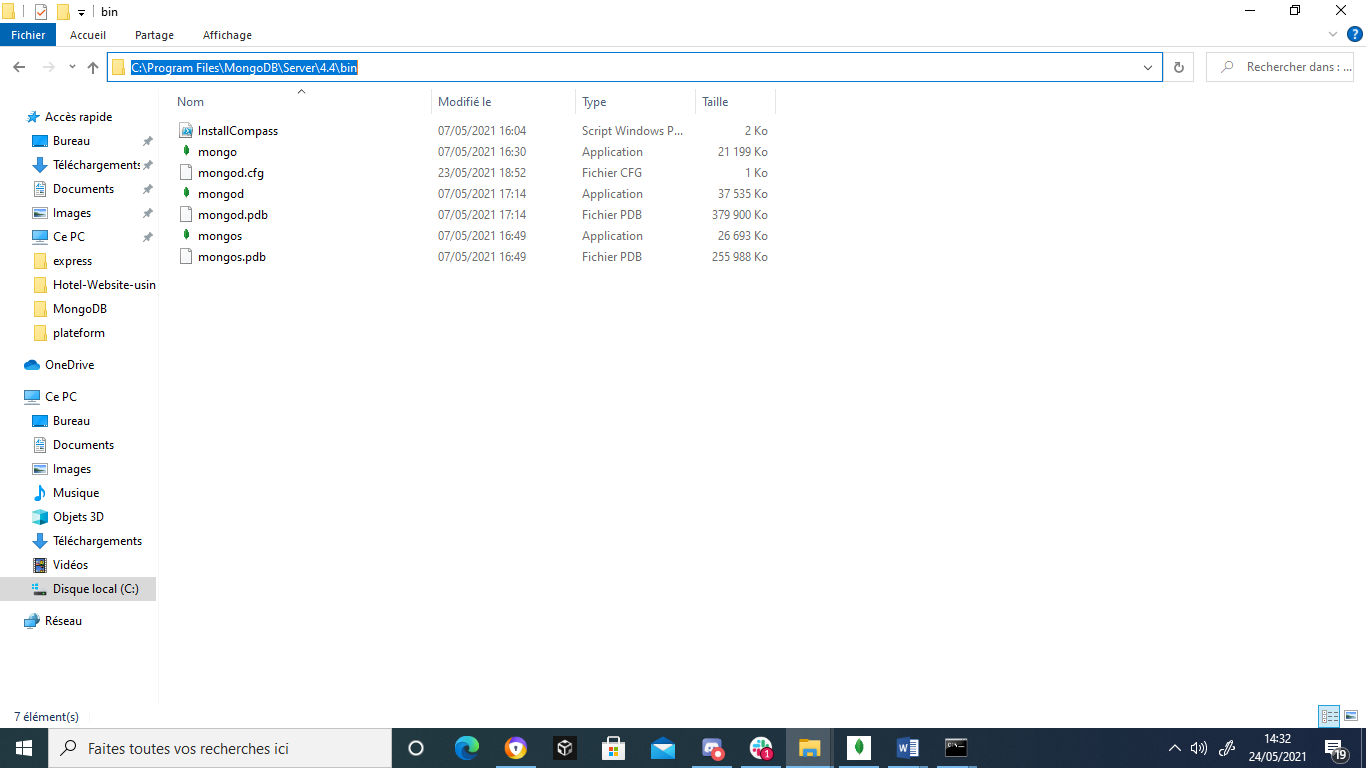 bin
Fichier Accueil Partage Affichage
C:\Program Files\MongoDB\Server\4.4\bin
Rechercher dans : ...
Nom Modifié le Type Taille
InstallCompass 07/05/2021 16:04 Script Windows P... 2 Ko
mongo 07/05/2021 16:30 Application 21 199 Ko
mongod.cfg 23/05/2021 18:52 Fichier CFG 1 Ko
mongod 07/05/2021 17:14 Application 37 535 Ko
mongod.pdb 07/05/2021 17:14 Fichier PDB 379 900 Ko
mongos 07/05/2021 16:49 Application 26 693 Ko
mongos.pdb 07/05/2021 16:49 Fichier PDB 255 988 Ko
Accès rapide
Bureau
Téléchargements
Documents
Images
Ce PC
express
Hotel-Website-usin
MongoDB
plateform
OneDrive
Ce PC
Bureau
Documents
Images
Musique
Objets 3D
Téléchargements
Vidéos
Disque local (C:)
Réseau
7 élément(s)
Faites toutes vos recherches ici
1
14:32
24/05/2021
19